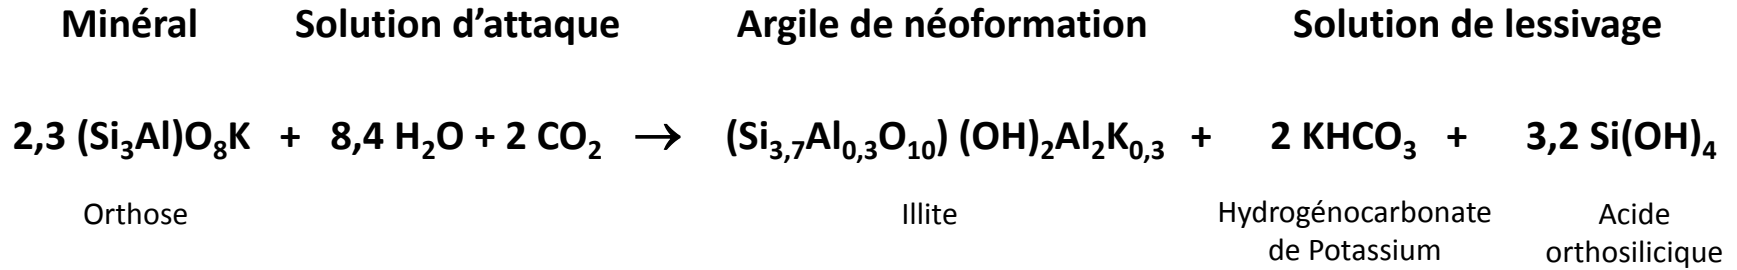 Minéral Solution d'attaque Argile de néoformation Solution de lessivage
2,3 (Si₃Al)O₈K + 8,4 H₂O + 2 CO₂ → (Si₃,₇Al₀,₃O₁₀) (OH)₂Al₂K₀,₃ + 2 KHCO₃ + 3,2 Si(OH)₄
Orthose Illite Hydrogénocarbonate Acide
de Potassium orthosilicique